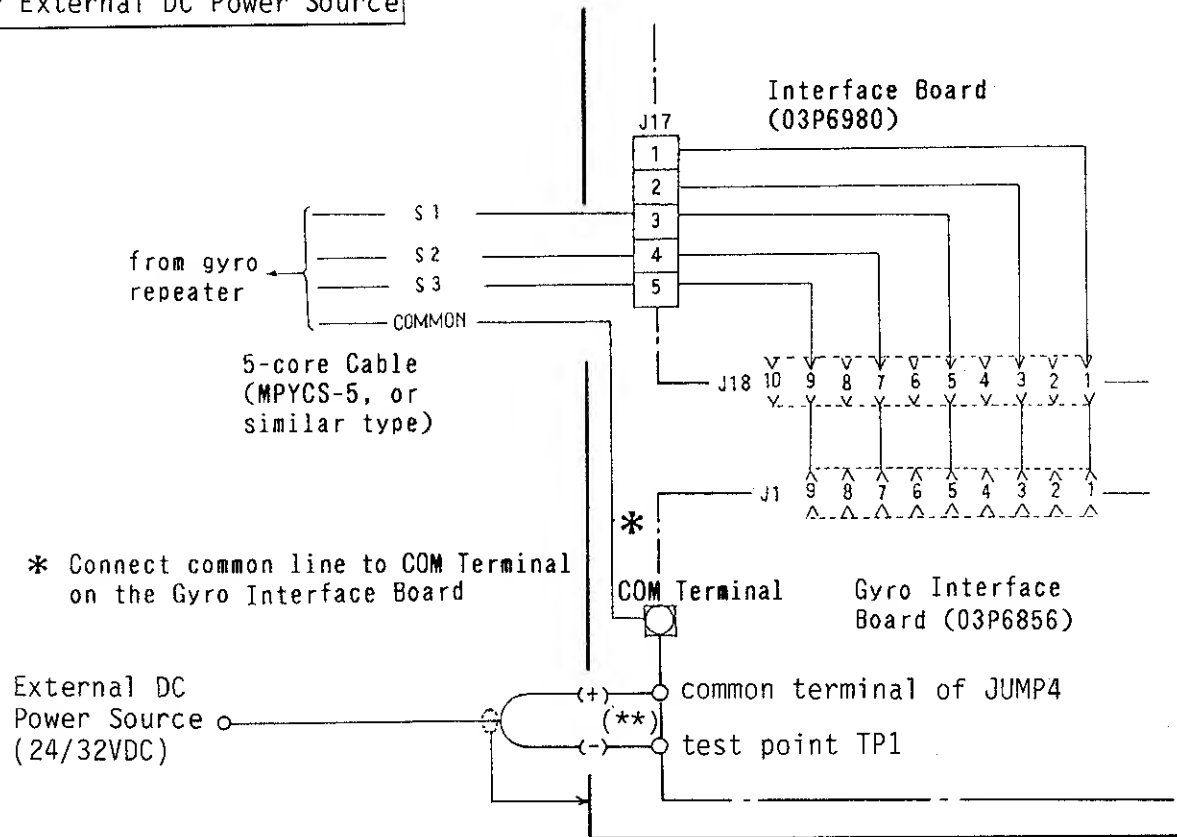 External DC Power Source
Interface Board
(03P6980)
J17
1
2
3
4
5
S1
S2
S3
COMMON
from gyro
repeater
5-core Cable
(MPYCS-5, or
similar type)
J18 10 9 8 7 6 5 4 3 2 1
J1 9 8 7 6 5 4 3 2 1
*
* Connect common line to COM Terminal
on the Gyro Interface Board
COM Terminal
Gyro Interface
Board (03P6856)
External DC
Power Source
(24/32VDC)
(+)
(**)
(-)
common terminal of JUMP4
test point TP1